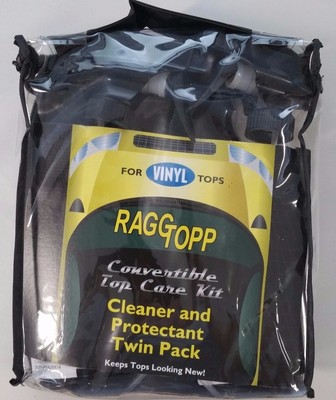 FOR VINYL TOPS
RAGGTOPP
Convertible
Top Care Kit
Cleaner and
Protectant
Twin Pack
Keeps Tops Looking New!